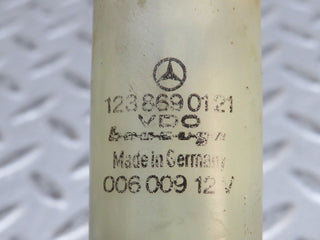 123 869 01 21
VDO
Made in Germany
006 009 12 V